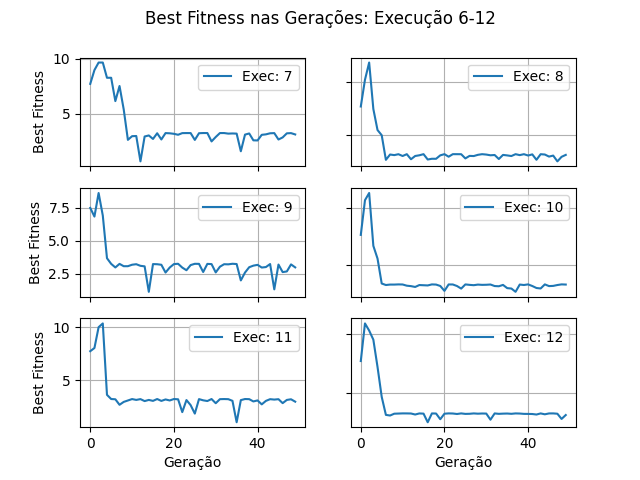 Best Fitness nas Gerações: Execução 6-12
10
5
Best Fitness
Exec: 7
Exec: 8
7.5
5.0
2.5
Best Fitness
Exec: 9
Exec: 10
10
5
Best Fitness
Exec: 11
Exec: 12
0 20 40
0 20 40
Geração
Geração